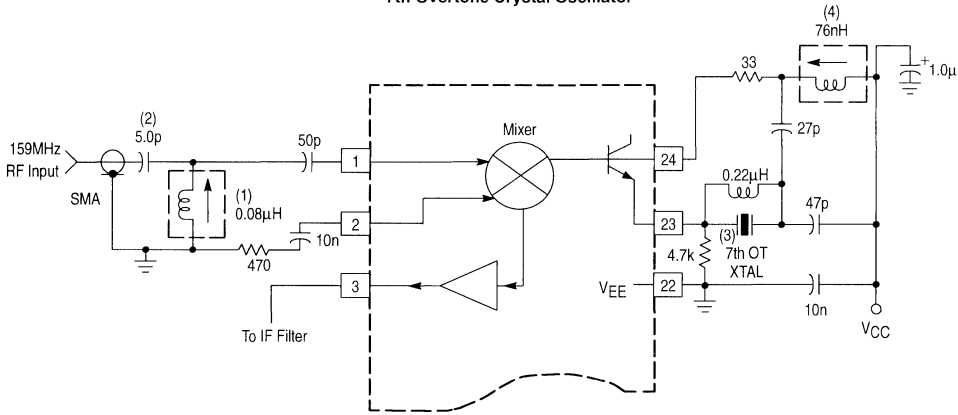 7th Overtone Crystal Oscillator
(4)
76nH
+
1.0µ
33
27p
(2)
5.0p
50p
Mixer
159MHz
RF Input
SMA
(1)
0.08µH
10n
470
1
2
3
24
23
22
0.22µH
47p
(3)
4.7k
7th OT
XTAL
VEE
10n
VCC
To IF Filter